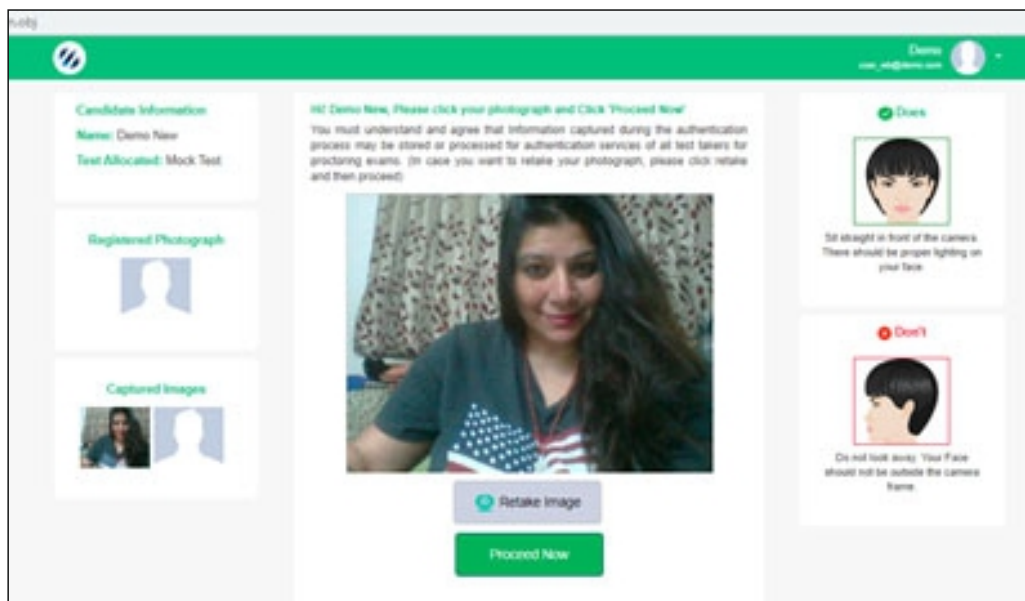 n.obj
Demo
Candidate Information
Name: Demo New
Test Allocated: Mock Test
Registered Photograph
Captured Images
Hi! Demo New, Please click your photograph and Click 'Proceed Now'
You must understand and agree that Information captured during the authentication
process may be stored or processed for authentication services of all test takers for
proctoring exams. (In case you want to retake your photograph, please click retake
and then proceed)
Retake Image
Proceed Now
Does
Sit straight in front of the camera.
There should be proper lighting on
your face
Don't
Do not look away. Your Face
should not be outside the camera
frame.